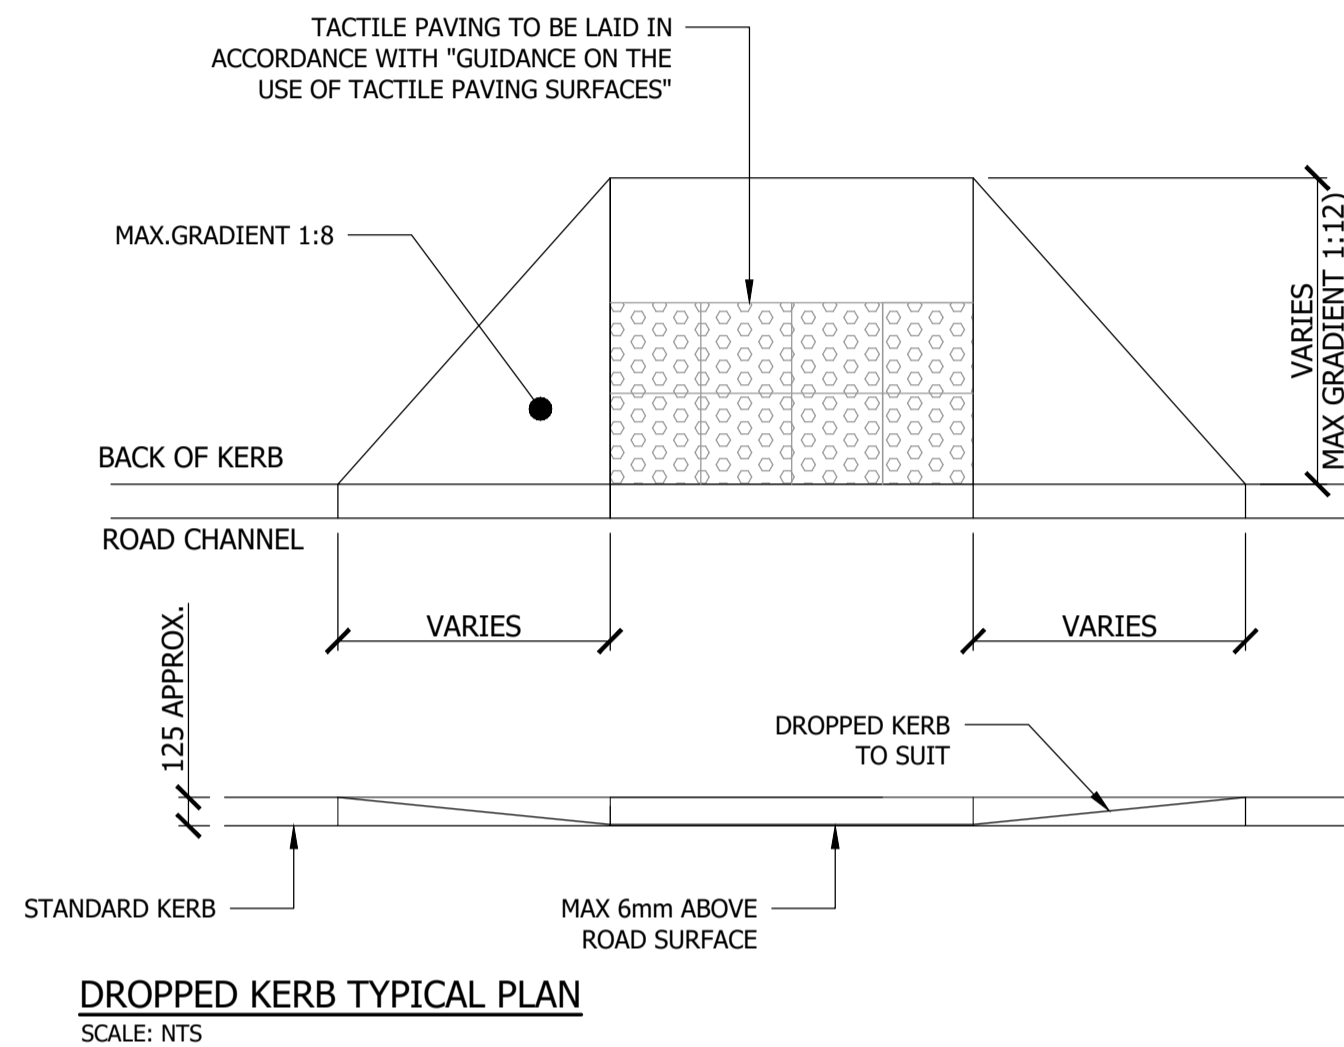 TACTILE PAVING TO BE LAID IN
ACCORDANCE WITH "GUIDANCE ON THE
USE OF TACTILE PAVING SURFACES"
MAX.GRADIENT 1:8
VARIES
MAX GRADIENT 1:12)
BACK OF KERB
ROAD CHANNEL
VARIES
VARIES
125 APPROX.
DROPPED KERB
TO SUIT
STANDARD KERB
MAX 6mm ABOVE
ROAD SURFACE
DROPPED KERB TYPICAL PLAN
SCALE: NTS